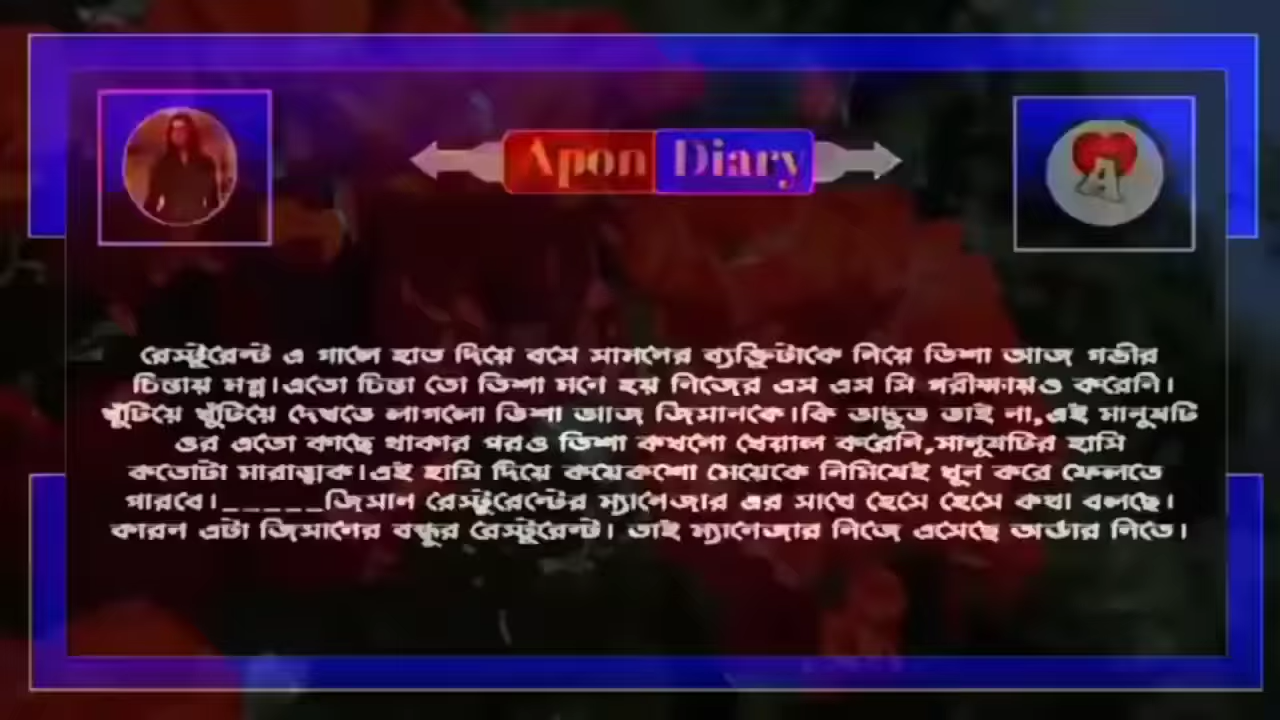 Apon Diary
A
রেস্টুরেন্ট এ গালে হাত দিয়ে বসে সামনের ব্যক্তিটাকে নিয়ে তিশা আজ গভীর
চিন্তায় মগ্ন।এতো চিন্তা তো তিশা মনে হয় নিজের এস এস সি পরীক্ষায়ও করেনি।
খুঁটিয়ে খুঁটিয়ে দেখতে লাগলো তিশা আজ জিসানকে।কি অদ্ভুত তাই না,এই মানুষটি
ওর এতো কাছে থাকার পরও তিশা কখনো খেয়াল করেনি,মানুষটির হাসি
কতোটা মারাত্মাক।এই হাসি দিয়ে কয়েকশো মেয়েকে নিমিষেই খুন করে ফেলতে
পারবে।_____জিসান রেস্টুরেন্টের ম্যানেজার এর সাথে হেসে হেসে কথা বলছে।
কারন এটা জিসানের বন্ধুর রেস্টুরেন্ট। তাই ম্যানেজার নিজে এসেছে অর্ডার নিতে।